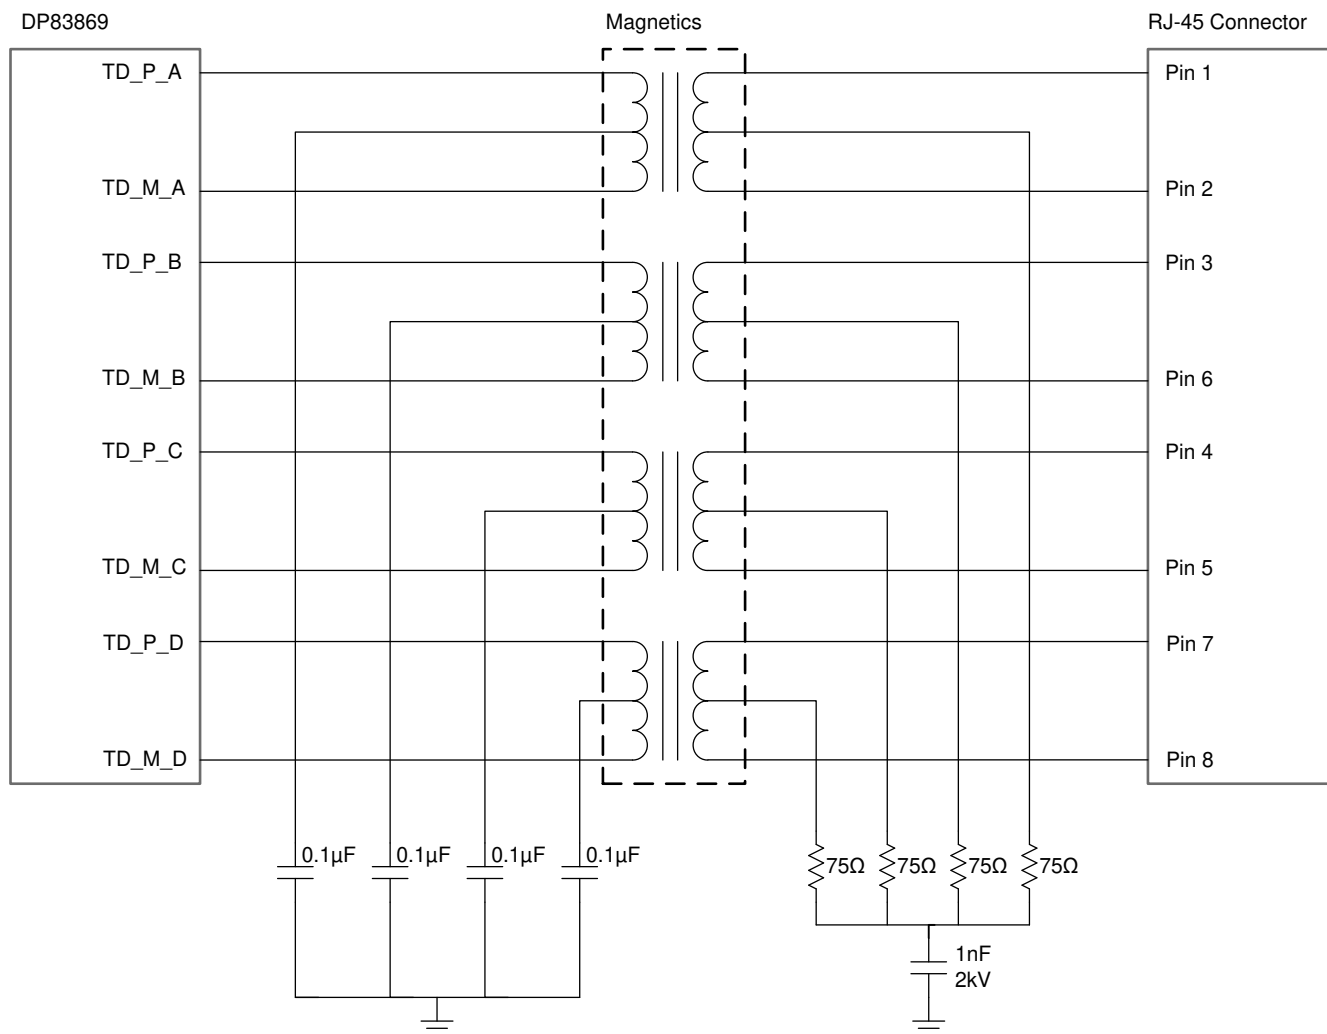 DP83869
Magnetics
RJ-45 Connector
TD_P_A
Pin 1
TD_M_A
Pin 2
TD_P_B
Pin 3
TD_M_B
Pin 6
TD_P_C
Pin 4
TD_M_C
Pin 5
TD_P_D
Pin 7
TD_M_D
Pin 8
0.1µF
0.1µF
0.1µF
0.1µF
75Ω
75Ω
75Ω
75Ω
1nF
2kV